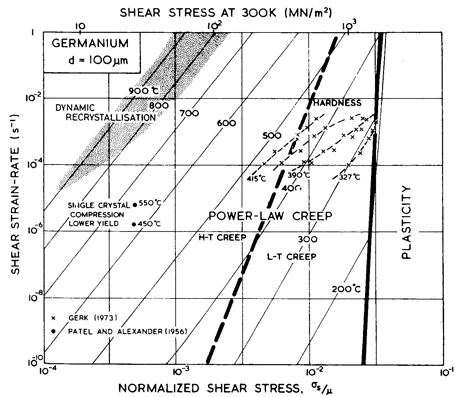 SHEAR STRESS AT 300K (MN/m²)
10 10² 10³
GERMANIUM
d = 100μm
1
10⁻²
10⁻⁴
10⁻⁶
10⁻⁸
10⁻¹⁰
SHEAR STRAIN-RATE (s⁻¹)
900°C
800
700
600
500
400
300
200°C
DYNAMIC
RECRYSTALLISATION
HARDNESS
415°C 390°C 327°C
SINGLE CRYSTAL
COMPRESSION
LOWER YIELD
550°C
450°C
POWER-LAW CREEP
H-T CREEP
L-T CREEP
PLASTICITY
× GERK (1973)
● PATEL AND ALEXANDER (1956)
10⁻⁴ 10⁻³ 10⁻² 10⁻¹
NORMALIZED SHEAR STRESS, σs/μ